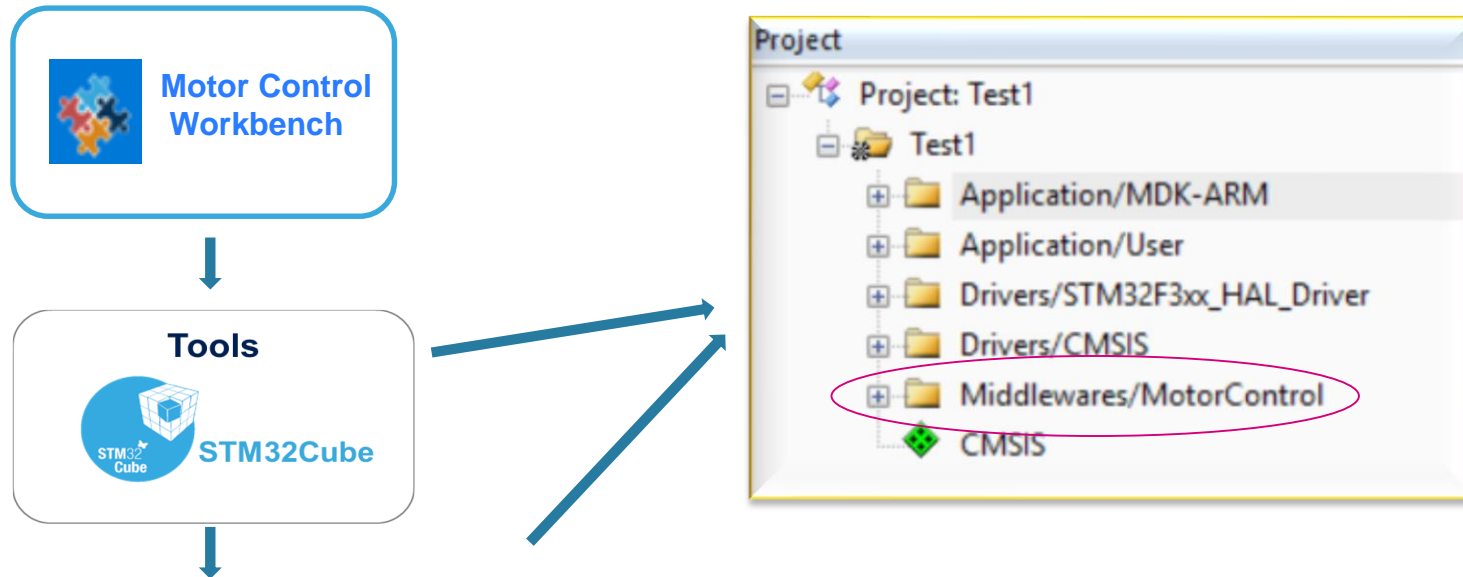 Motor Control
Workbench
Tools
STM32
Cube
STM32Cube
Project
Project: Test1
Test1
Application/MDK-ARM
Application/User
Drivers/STM32F3xx_HAL_Driver
Drivers/CMSIS
Middlewares/MotorControl
CMSIS